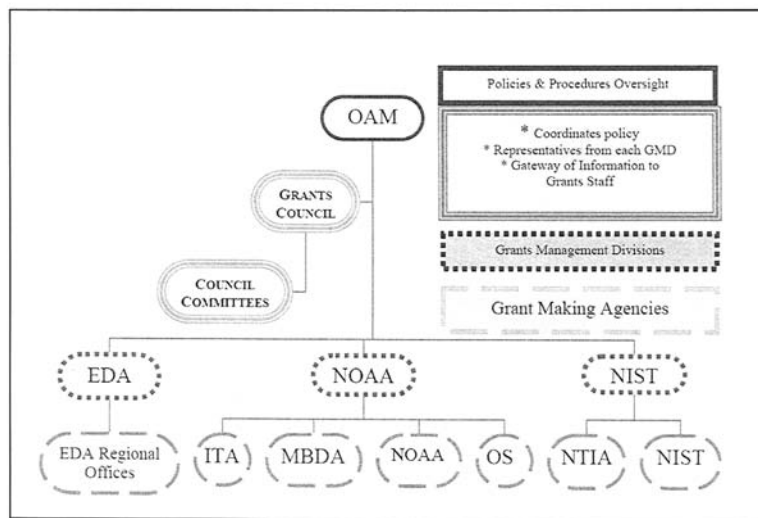 Policies & Procedures Oversight
OAM
* Coordinates policy
* Representatives from each GMD
* Gateway of Information to
Grants Staff
GRANTS
COUNCIL
Grants Management Divisions
COUNCIL
COMMITTEES
Grant Making Agencies
EDA
NOAA
NIST
EDA Regional
Offices
ITA
MBDA
NOAA
OS
NTIA
NIST